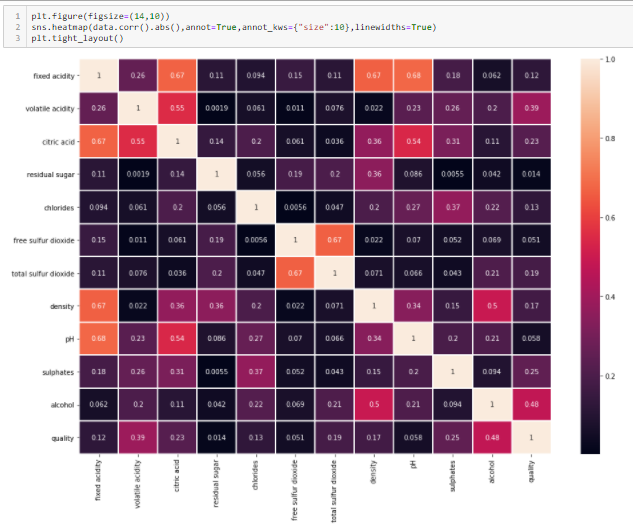 1 plt.figure(figsize=(14,10))
2 sns.heatmap(data.corr().abs(),annot=True,annot_kws={"size":10},linewidths=True)
3 plt.tight_layout()
fixed acidity 1 0.26 0.67 0.11 0.094 0.15 0.11 0.67 0.68 0.18 0.062 0.12
volatile acidity 0.26 1 0.55 0.0019 0.061 0.011 0.076 0.022 0.23 0.26 0.2 0.39
citric acid 0.67 0.55 1 0.14 0.2 0.061 0.036 0.36 0.54 0.31 0.11 0.23
residual sugar 0.11 0.0019 0.14 1 0.056 0.19 0.2 0.36 0.086 0.0055 0.042 0.014
chlorides 0.094 0.061 0.2 0.056 1 0.0056 0.047 0.2 0.27 0.37 0.22 0.13
free sulfur dioxide 0.15 0.011 0.061 0.19 0.0056 1 0.67 0.022 0.07 0.052 0.069 0.051
total sulfur dioxide 0.11 0.076 0.036 0.2 0.047 0.67 1 0.071 0.066 0.043 0.21 0.19
density 0.67 0.022 0.36 0.36 0.2 0.022 0.071 1 0.34 0.15 0.5 0.17
pH 0.68 0.23 0.54 0.086 0.27 0.07 0.066 0.34 1 0.2 0.21 0.058
sulphates 0.18 0.26 0.31 0.0055 0.37 0.052 0.043 0.15 0.2 1 0.094 0.25
alcohol 0.062 0.2 0.11 0.042 0.22 0.069 0.21 0.5 0.21 0.094 1 0.48
quality 0.12 0.39 0.23 0.014 0.13 0.051 0.19 0.17 0.058 0.25 0.48 1
fixed acidity
volatile acidity
citric acid
residual sugar
chlorides
free sulfur dioxide
total sulfur dioxide
density
pH
sulphates
alcohol
quality
1.0
0.8
0.6
0.4
0.2